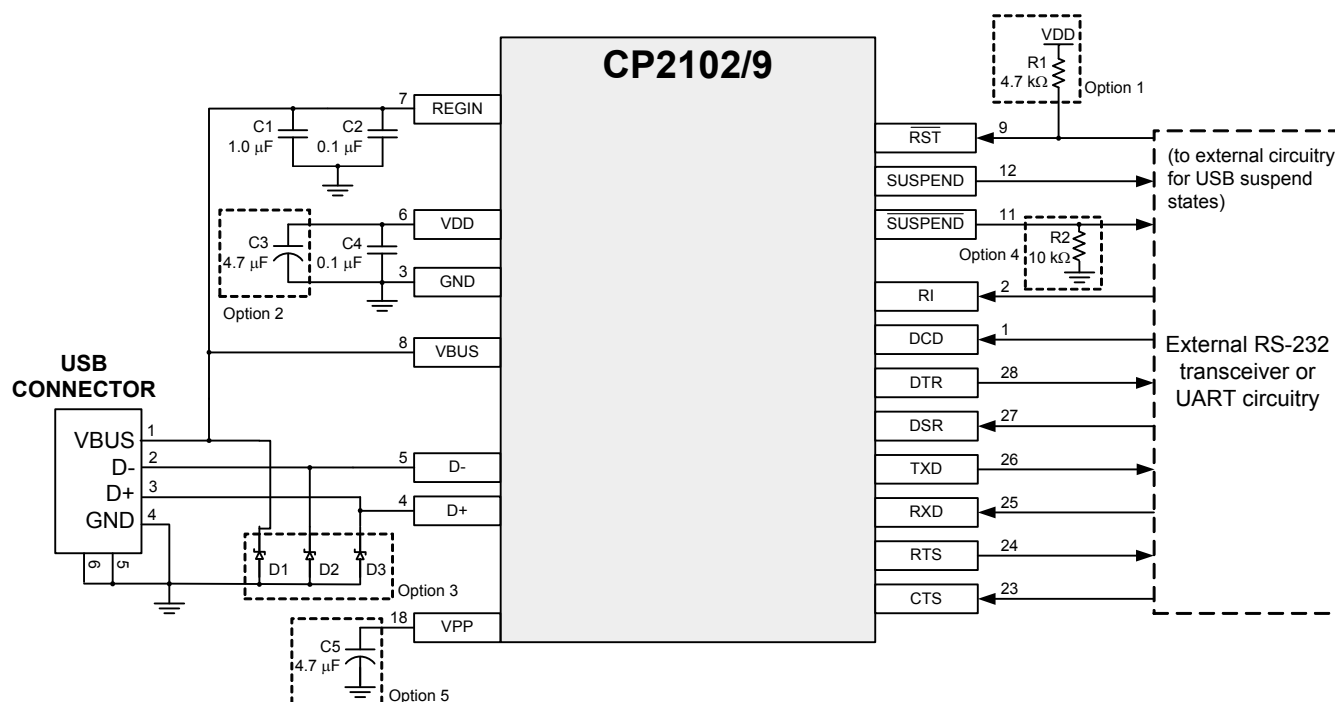 CP2102/9
VDD
R1
4.7 kΩ
Option 1
7
REGIN
C1
1.0 μF
C2
0.1 μF
RST
9
(to external circuitry
for USB suspend
states)
SUSPEND
12
6
VDD
SUSPEND
11
C3
4.7 μF
C4
0.1 μF
Option 4
R2
10 kΩ
3
GND
Option 2
RI
2
8
VBUS
DCD
1
External RS-232
transceiver or
UART circuitry
USB
CONNECTOR
DTR
28
DSR
27
VBUS
1
D-
2
5
D-
TXD
26
D+
3
4
D+
RXD
25
GND
4
6
5
D1
D2
D3
Option 3
RTS
24
CTS
23
18
VPP
C5
4.7 μF
Option 5